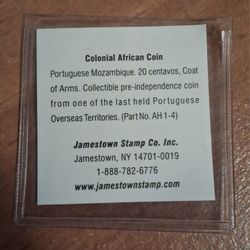 Colonial African Coin
Portuguese Mozambique. 20 centavos, Coat
of Arms. Collectible pre-independence coin
from one of the last held Portuguese
Overseas Territories. (Part No. AH 1-4)
Jamestown Stamp Co. Inc.
Jamestown, NY 14701-0019
1-888-782-6776
www.jamestownstamp.com